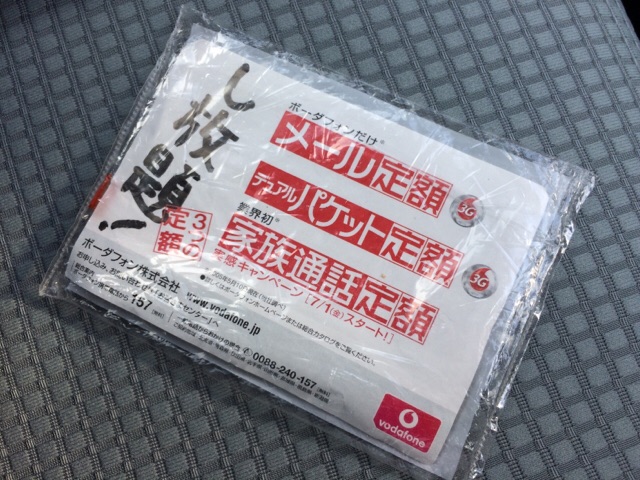 し放題!
3つの
定額
ボーダフォンだけ※
メール定額
3G
デュアルパケット定額
3G
業界初※
家族通話定額
実感キャンペーン[7/1(金)スタート!]
ボーダフォン株式会社
www.vodafone.jp
157
0088-240-157
vodafone